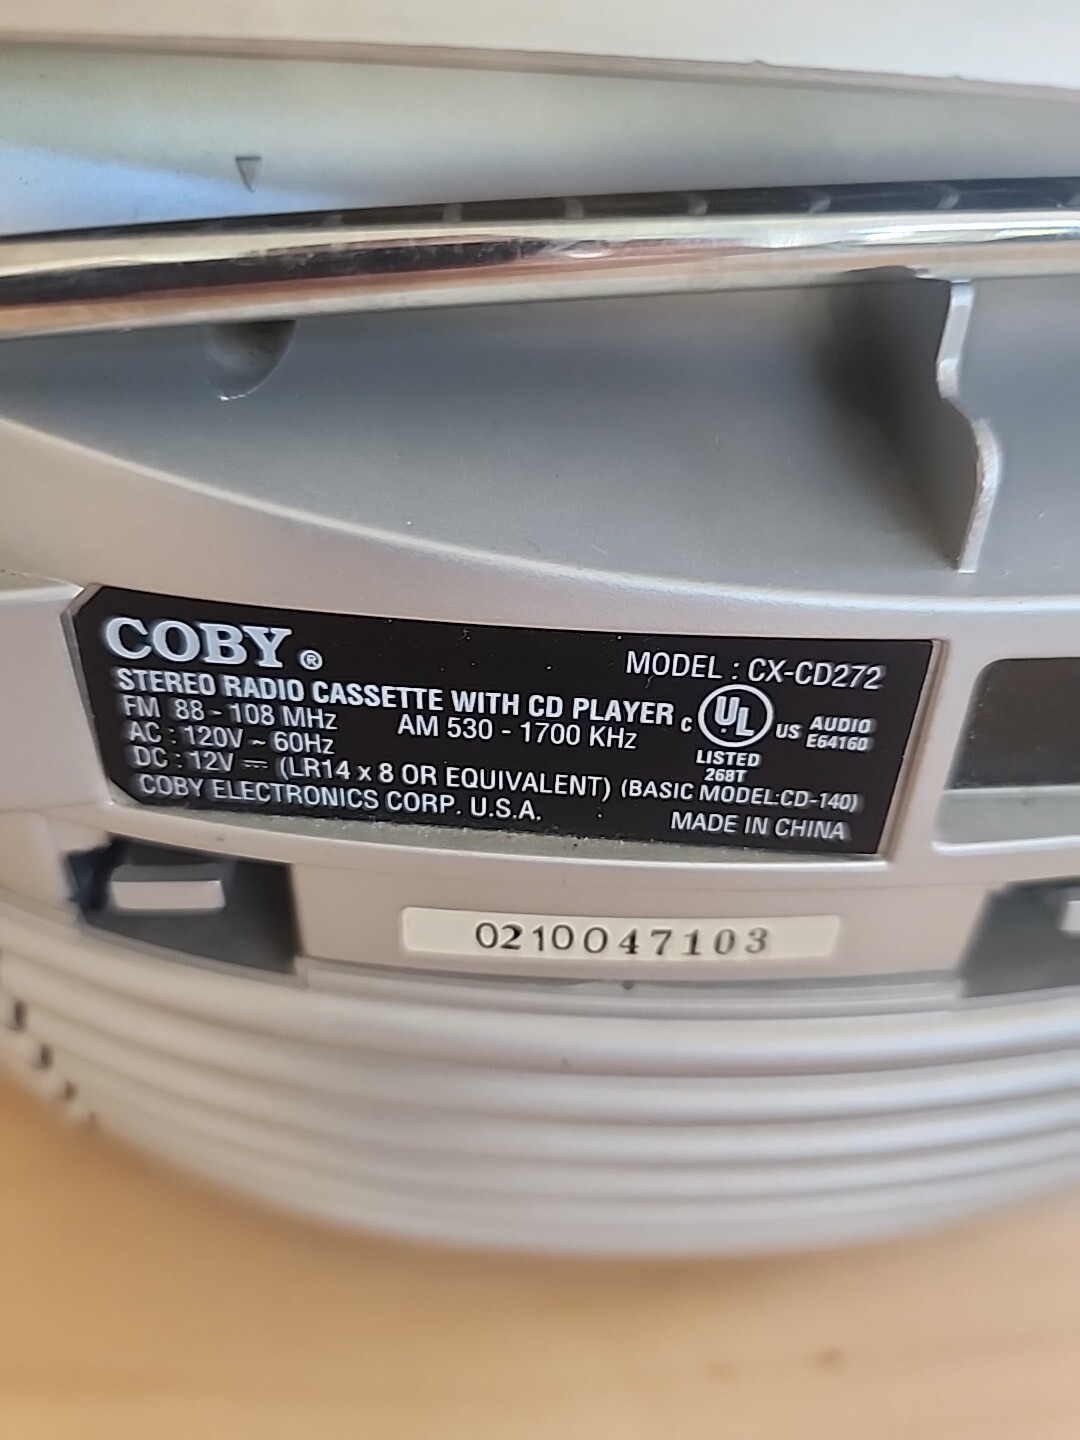 COBY ®
MODEL : CX-CD272
STEREO RADIO CASSETTE WITH CD PLAYER
FM 88 - 108 MHz AM 530 - 1700 KHz
AC : 120V ~ 60Hz
DC : 12V ⎓ (LR14 x 8 OR EQUIVALENT) (BASIC MODEL:CD-140)
COBY ELECTRONICS CORP. U.S.A.
C UL US AUDIO
E64160
LISTED
268T
MADE IN CHINA
0210047103